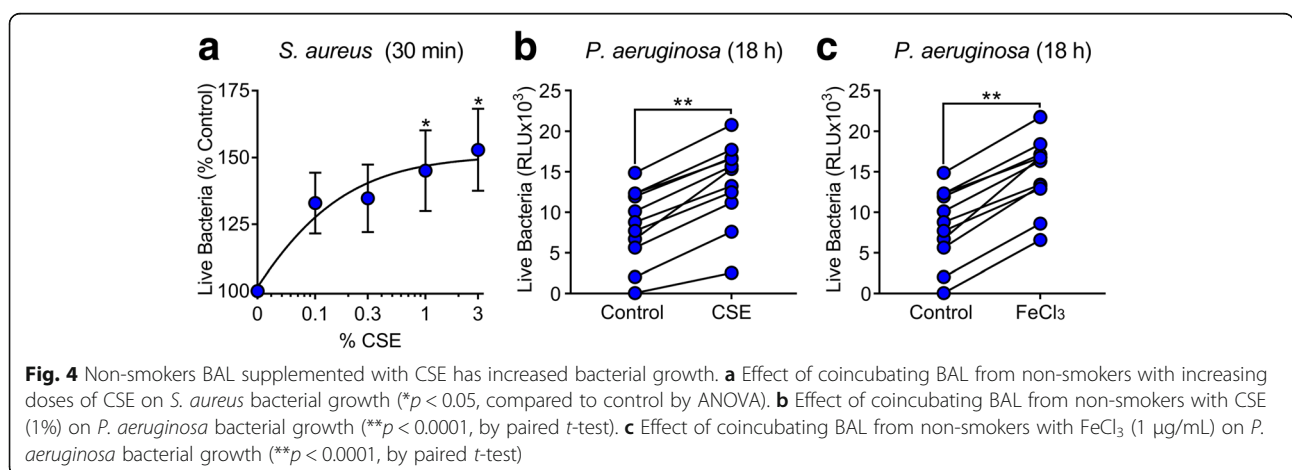 a S. aureus (30 min)
Live Bacteria (% Control)
175
150
125
100
* *
0 0.1 0.3 1 3
% CSE
b P. aeruginosa (18 h)
Live Bacteria (RLUx10³)
25
20
15
10
5
0
**
Control CSE
c P. aeruginosa (18 h)
Live Bacteria (RLUx10³)
25
20
15
10
5
0
**
Control FeCl₃
Fig. 4 Non-smokers BAL supplemented with CSE has increased bacterial growth. a Effect of coincubating BAL from non-smokers with increasing
doses of CSE on S. aureus bacterial growth (*p < 0.05, compared to control by ANOVA). b Effect of coincubating BAL from non-smokers with CSE
(1%) on P. aeruginosa bacterial growth (**p < 0.0001, by paired t-test). c Effect of coincubating BAL from non-smokers with FeCl₃ (1 μg/mL) on P.
aeruginosa bacterial growth (**p < 0.0001, by paired t-test)